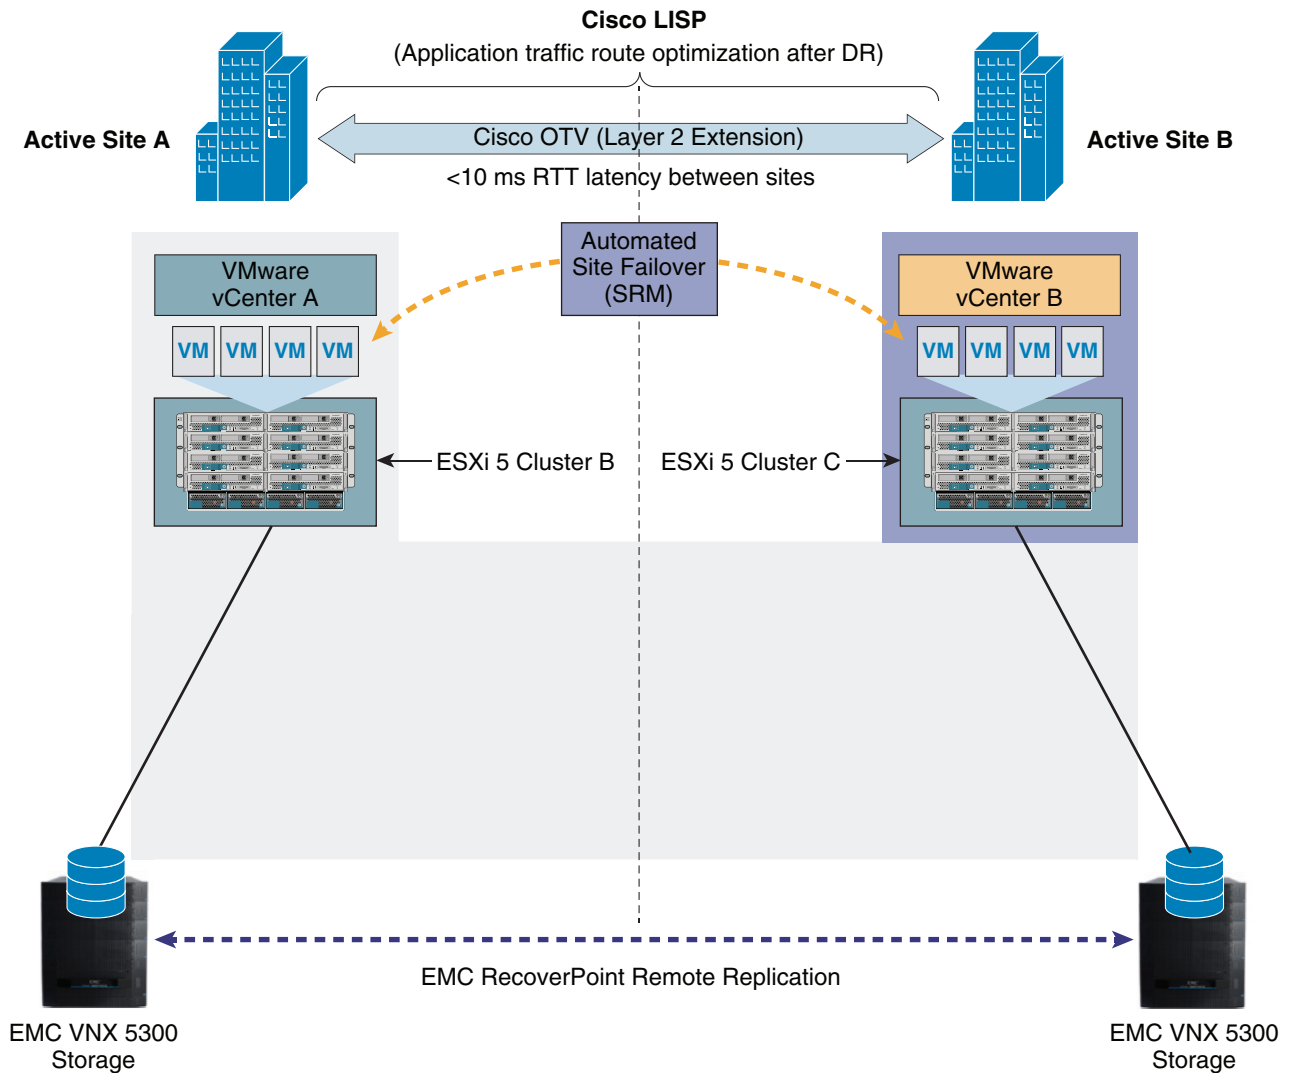 Cisco LISP
(Application traffic route optimization after DR)
Active Site A
Cisco OTV (Layer 2 Extension)
Active Site B
<10 ms RTT latency between sites
Automated
Site Failover
(SRM)
VMware
vCenter A
VMware
vCenter B
VM VM VM VM
VM VM VM VM
ESXi 5 Cluster B
ESXi 5 Cluster C
EMC
EMC
EMC RecoverPoint Remote Replication
EMC VNX 5300
Storage
EMC VNX 5300
Storage